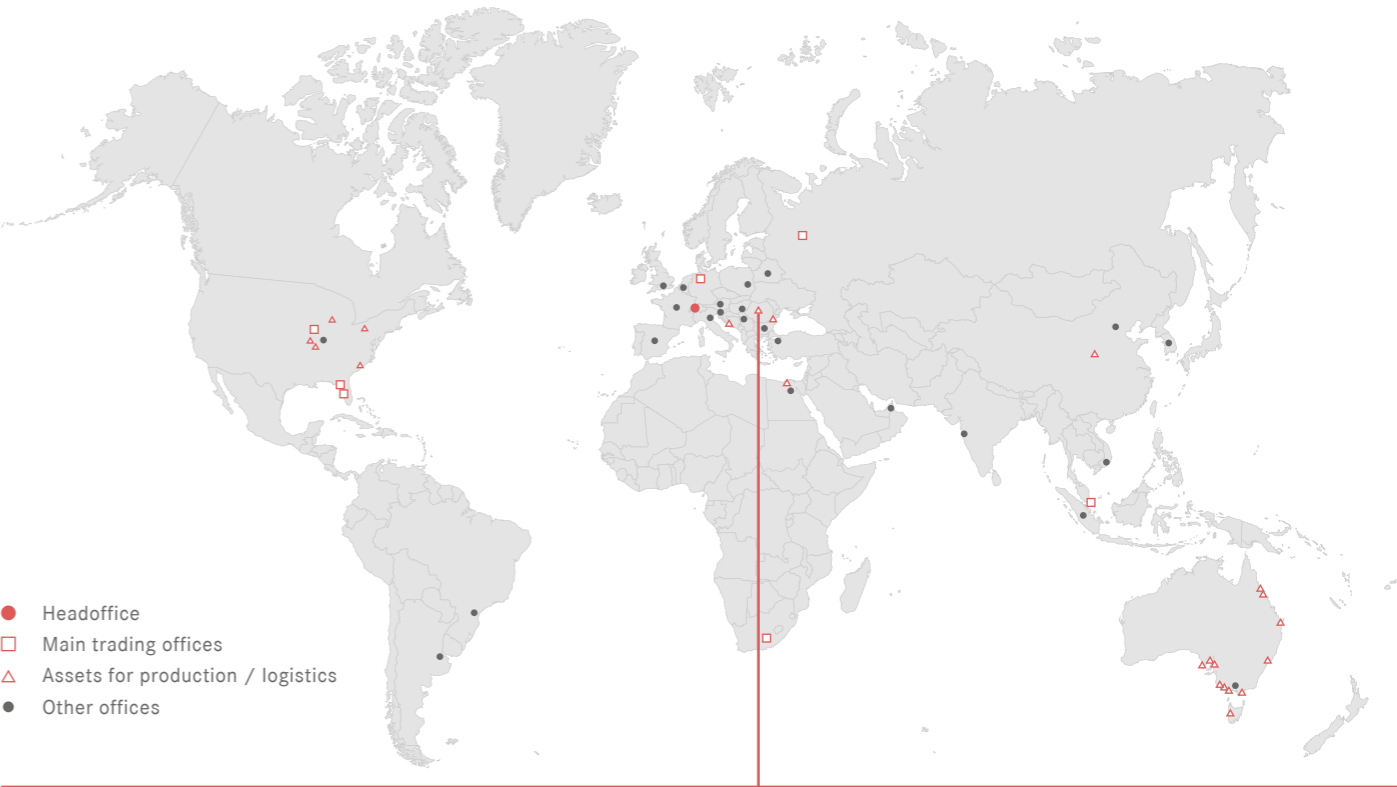 Headoffice
Main trading offices
Assets for production / logistics
Other offices